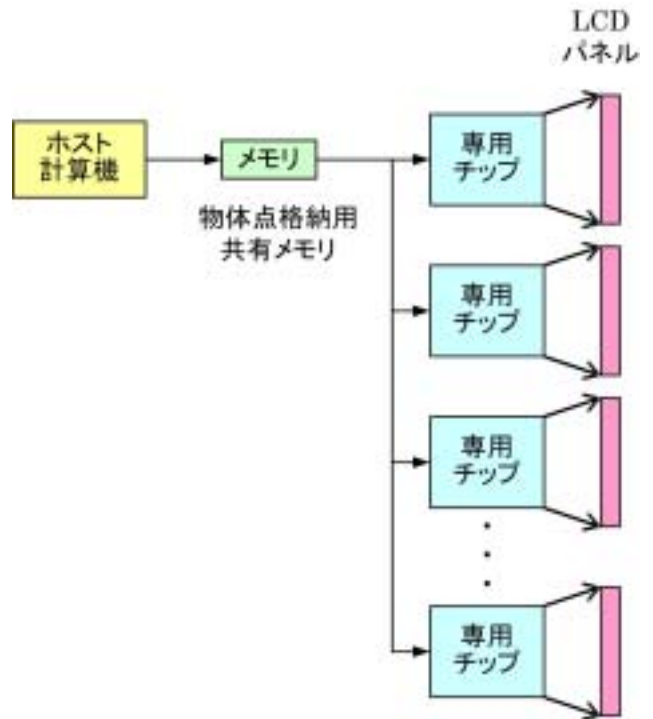 LCD
パネル
ホスト
計算機
メモリ
物体点格納用
共有メモリ
専用
チップ
専用
チップ
専用
チップ
専用
チップ